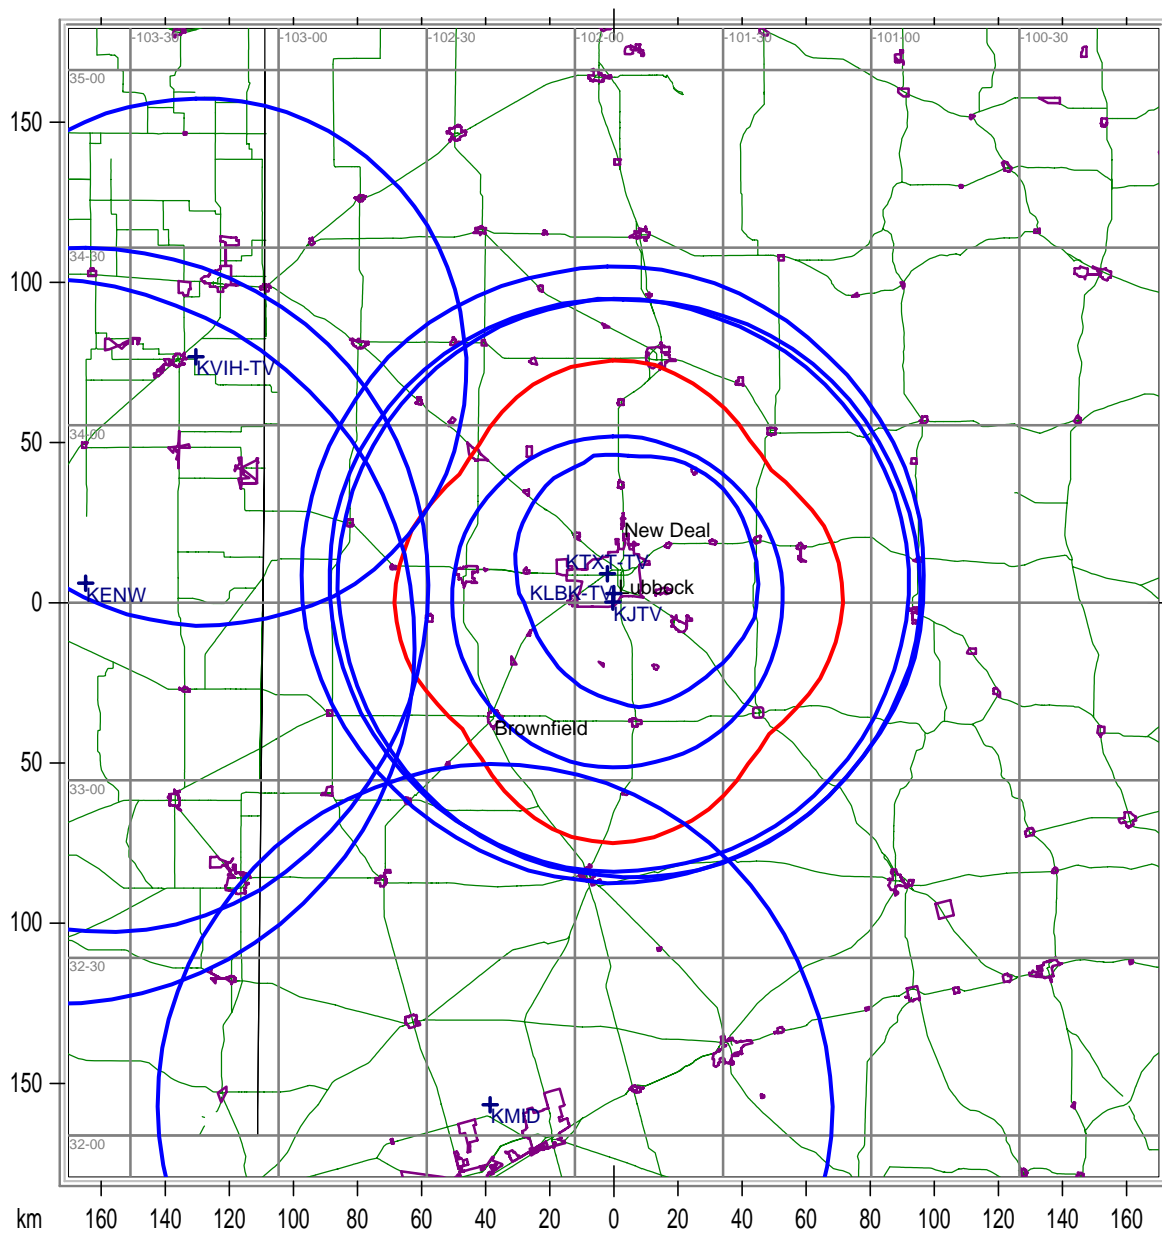 -103-30 -103-00 -102-30 -102-00 -101-30 -101-00 -100-30
35-00
150
34-30
100
KVIH-TV
34-00
50
New Deal
KTXT-TV
KENW KLBK-TV Lubbock
0
KJTV
Brownfield
50
33-00
100
32-30
150
KMID
32-00
km 160 140 120 100 80 60 40 20 0 20 40 60 80 100 120 140 160